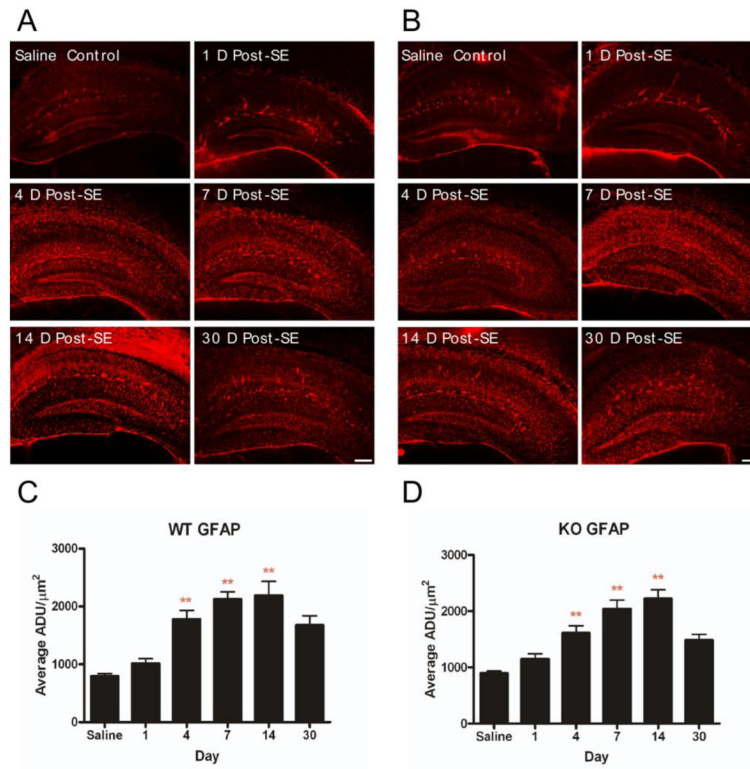 A
B
Saline Control
1 D Post-SE
Saline Control
1 D Post-SE
4 D Post-SE
7 D Post-SE
4 D Post-SE
7 D Post-SE
14 D Post-SE
30 D Post-SE
14 D Post-SE
30 D Post-SE
C
D
WT GFAP
3000
2000
1000
0
Average ADU/µm²
** ** **
Saline 1 4 7 14 30
Day
KO GFAP
3000
2000
1000
0
Average ADU/µm²
** ** **
Saline 1 4 7 14 30
Day